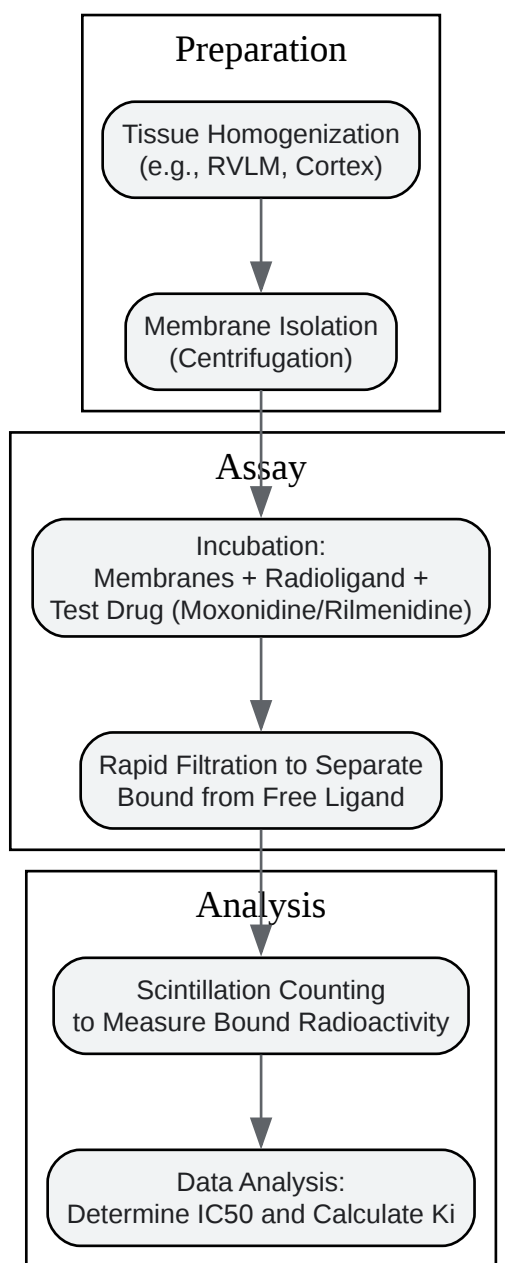 Preparation
Tissue Homogenization
(e.g., RVLM, Cortex)
Membrane Isolation
(Centrifugation)
Assay
Incubation:
Membranes + Radioligand +
Test Drug (Moxonidine/Rilmenidine)
Rapid Filtration to Separate
Bound from Free Ligand
Analysis
Scintillation Counting
to Measure Bound Radioactivity
Data Analysis:
Determine IC50 and Calculate Ki